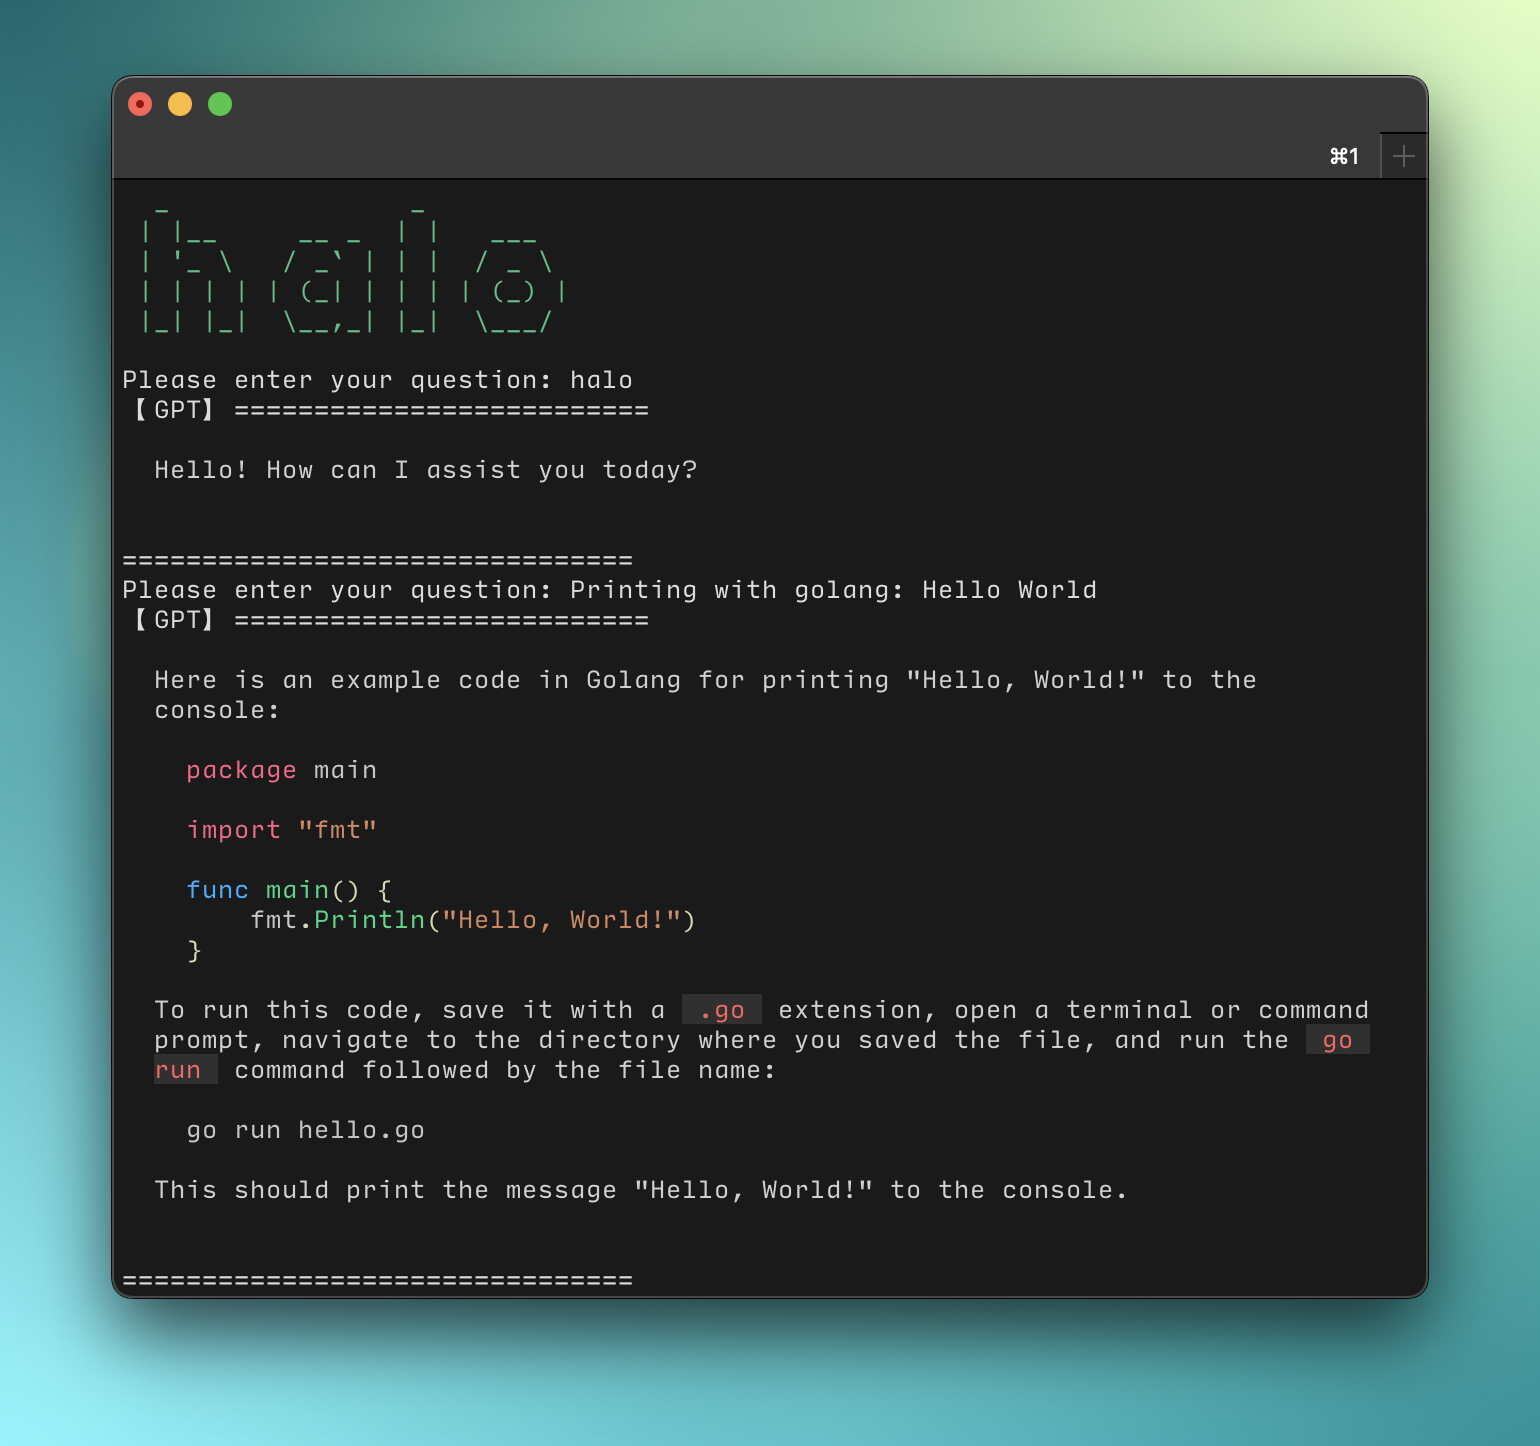 ⌘1
  _               _
 | |__     __ _  | |   ___
 | '_ \   / _` | | |  / _ \
 | | | | | (_| | | | | (_) |
 |_| |_|  \__,_| |_|  \___/
Please enter your question: halo
【GPT】==========================
Hello! How can I assist you today?
================================
Please enter your question: Printing with golang: Hello World
【GPT】==========================
Here is an example code in Golang for printing "Hello, World!" to the
console:
package main
import "fmt"
func main() {
    fmt.Println("Hello, World!")
}
To run this code, save it with a .go extension, open a terminal or command
prompt, navigate to the directory where you saved the file, and run the go
run command followed by the file name:
go run hello.go
This should print the message "Hello, World!" to the console.
================================